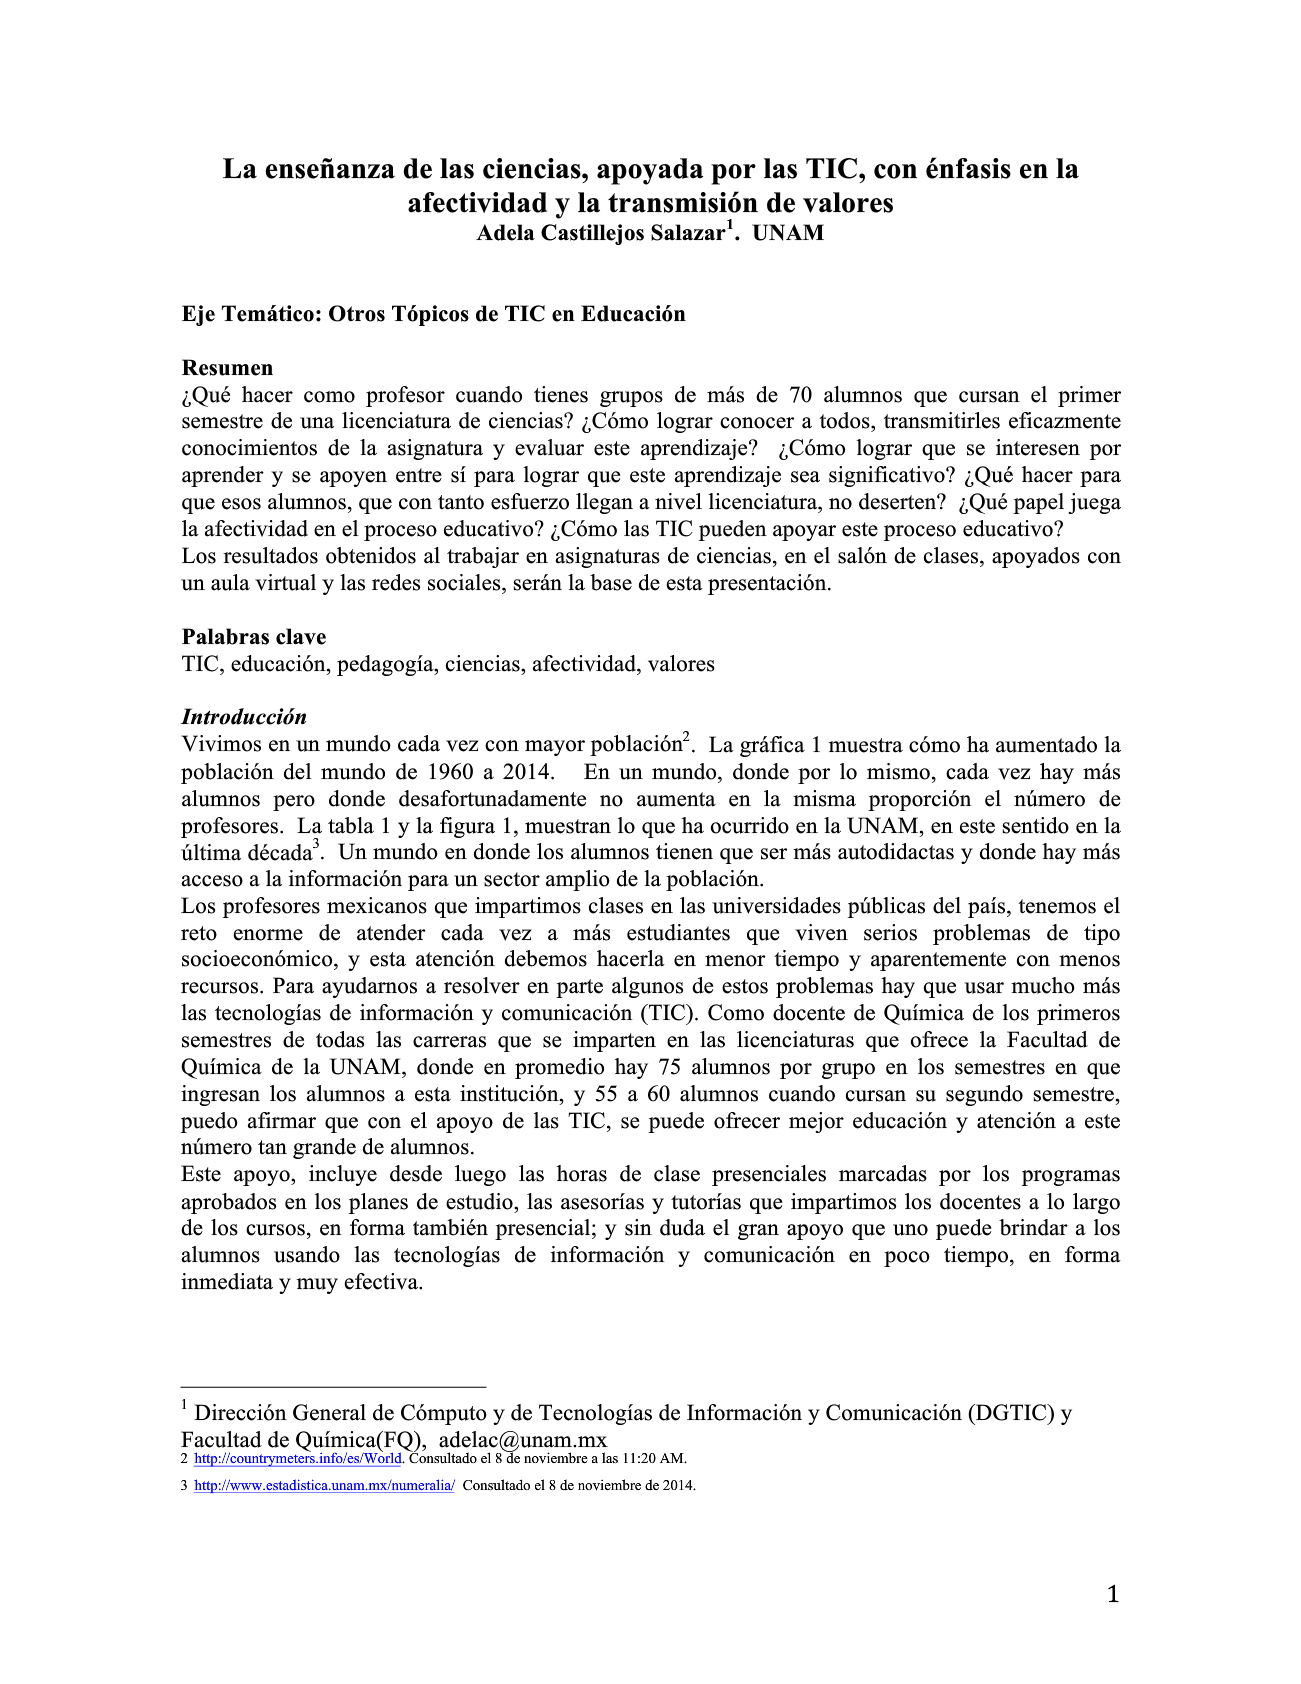 La enseñanza de las ciencias, apoyada por las TIC, con énfasis en la
afectividad y la transmisión de valores
Adela Castillejos Salazar1.  UNAM
Eje Temático: Otros Tópicos de TIC en Educación
Resumen
¿Qué hacer como profesor cuando tienes grupos de más de 70 alumnos que cursan el primer
semestre de una licenciatura de ciencias? ¿Cómo lograr conocer a todos, transmitirles eficazmente
conocimientos de la asignatura y evaluar este aprendizaje?  ¿Cómo lograr que se interesen por
aprender y se apoyen entre sí para lograr que este aprendizaje sea significativo? ¿Qué hacer para
que esos alumnos, que con tanto esfuerzo llegan a nivel licenciatura, no deserten?  ¿Qué papel juega
la afectividad en el proceso educativo? ¿Cómo las TIC pueden apoyar este proceso educativo?
Los resultados obtenidos al trabajar en asignaturas de ciencias, en el salón de clases, apoyados con
un aula virtual y las redes sociales, serán la base de esta presentación.
Palabras clave
TIC, educación, pedagogía, ciencias, afectividad, valores
Introducción
Vivimos en un mundo cada vez con mayor población2.  La gráfica 1 muestra cómo ha aumentado la
población del mundo de 1960 a 2014.   En un mundo, donde por lo mismo, cada vez hay más
alumnos pero donde desafortunadamente no aumenta en la misma proporción el número de
profesores.  La tabla 1 y la figura 1, muestran lo que ha ocurrido en la UNAM, en este sentido en la
última década3.  Un mundo en donde los alumnos tienen que ser más autodidactas y donde hay más
acceso a la información para un sector amplio de la población.
Los profesores mexicanos que impartimos clases en las universidades públicas del país, tenemos el
reto enorme de atender cada vez a más estudiantes que viven serios problemas de tipo
socioeconómico, y esta atención debemos hacerla en menor tiempo y aparentemente con menos
recursos. Para ayudarnos a resolver en parte algunos de estos problemas hay que usar mucho más
las tecnologías de información y comunicación (TIC). Como docente de Química de los primeros
semestres de todas las carreras que se imparten en las licenciaturas que ofrece la Facultad de
Química de la UNAM, donde en promedio hay 75 alumnos por grupo en los semestres en que
ingresan los alumnos a esta institución, y 55 a 60 alumnos cuando cursan su segundo semestre,
puedo afirmar que con el apoyo de las TIC, se puede ofrecer mejor educación y atención a este
número tan grande de alumnos.
Este apoyo, incluye desde luego las horas de clase presenciales marcadas por los programas
aprobados en los planes de estudio, las asesorías y tutorías que impartimos los docentes a lo largo
de los cursos, en forma también presencial; y sin duda el gran apoyo que uno puede brindar a los
alumnos usando las tecnologías de información y comunicación en poco tiempo, en forma
inmediata y muy efectiva.
1 Dirección General de Cómputo y de Tecnologías de Información y Comunicación (DGTIC) y
Facultad de Química(FQ),  adelac@unam.mx
2 http://countrymeters.info/es/World. Consultado el 8 de noviembre a las 11:20 AM.
3 http://www.estadistica.unam.mx/numeralia/  Consultado el 8 de noviembre de 2014.
1